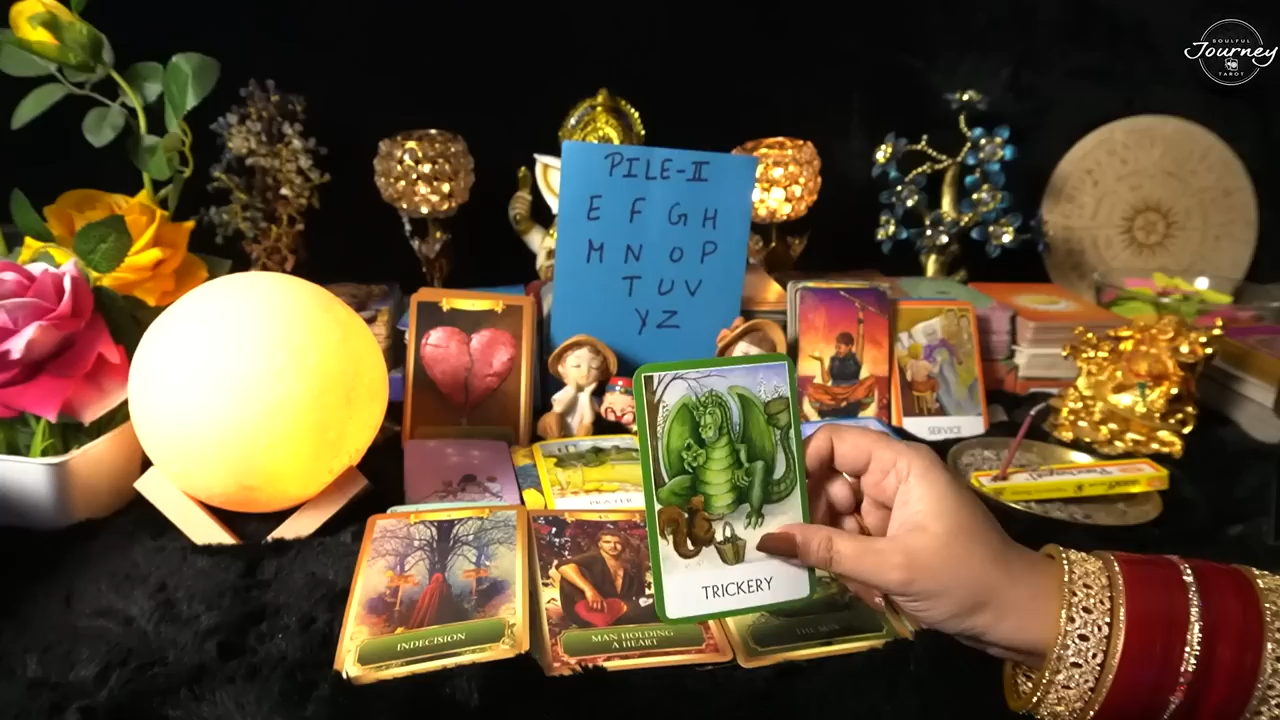 SOULFUL
Journey
TAROT
PILE-II
E F G H
M N O P
T U V
Y Z
SERVICE
PRAYER
TRICKERY
INDECISION
MAN HOLDING
A HEART
THE SUN